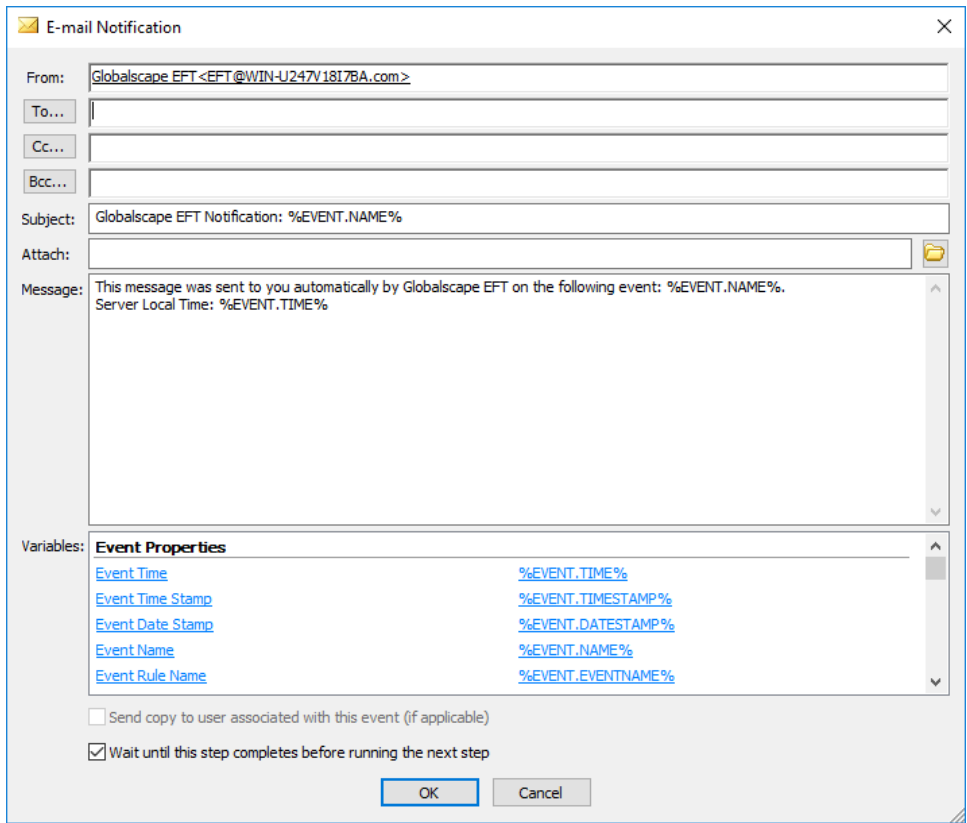 E-mail Notification
From: Globalscape EFT<EFT@WIN-U247V18I7BA.com>
To...
Cc...
Bcc...
Subject: Globalscape EFT Notification: %EVENT.NAME%
Attach:
Message: This message was sent to you automatically by Globalscape EFT on the following event: %EVENT.NAME%.
Server Local Time: %EVENT.TIME%
Variables: Event Properties
Event Time %EVENT.TIME%
Event Time Stamp %EVENT.TIMESTAMP%
Event Date Stamp %EVENT.DATESTAMP%
Event Name %EVENT.NAME%
Event Rule Name %EVENT.EVENTNAME%
Send copy to user associated with this event (if applicable)
Wait until this step completes before running the next step
OK Cancel